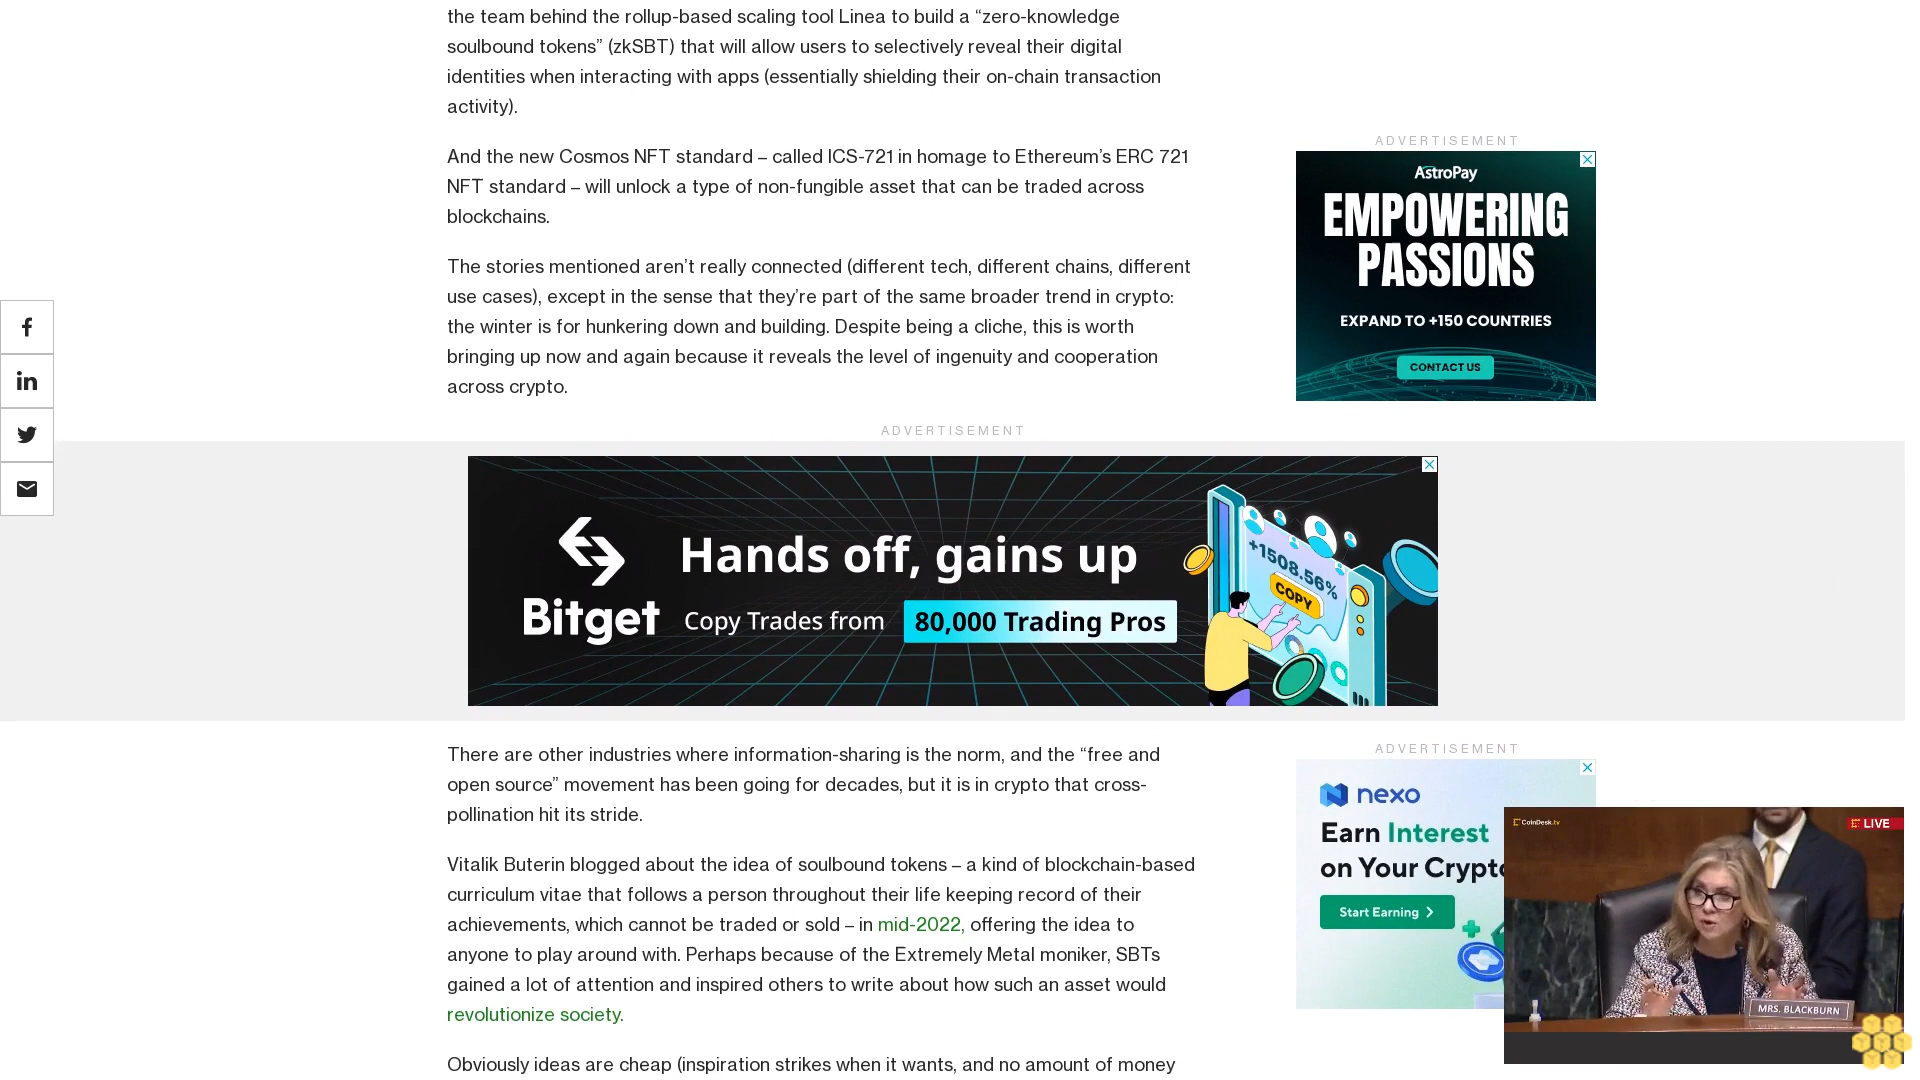 the team behind the rollup-based scaling tool Linea to build a “zero-knowledge
soulbound tokens” (zkSBT) that will allow users to selectively reveal their digital
identities when interacting with apps (essentially shielding their on-chain transaction
activity).
And the new Cosmos NFT standard – called ICS-721 in homage to Ethereum’s ERC 721
NFT standard – will unlock a type of non-fungible asset that can be traded across
blockchains.
The stories mentioned aren’t really connected (different tech, different chains, different
use cases), except in the sense that they’re part of the same broader trend in crypto:
the winter is for hunkering down and building. Despite being a cliche, this is worth
bringing up now and again because it reveals the level of ingenuity and cooperation
across crypto.
ADVERTISEMENT
AstroPay
EMPOWERING
PASSIONS
EXPAND TO +150 COUNTRIES
CONTACT US
ADVERTISEMENT
Bitget
Hands off, gains up
Copy Trades from 80,000 Trading Pros
+1508.56%
COPY
There are other industries where information-sharing is the norm, and the “free and
open source” movement has been going for decades, but it is in crypto that cross-
pollination hit its stride.
Vitalik Buterin blogged about the idea of soulbound tokens – a kind of blockchain-based
curriculum vitae that follows a person throughout their life keeping record of their
achievements, which cannot be traded or sold – in mid-2022, offering the idea to
anyone to play around with. Perhaps because of the Extremely Metal moniker, SBTs
gained a lot of attention and inspired others to write about how such an asset would
revolutionize society.
Obviously ideas are cheap (inspiration strikes when it wants, and no amount of money
ADVERTISEMENT
nexo
Earn Interest
on Your Crypto
Start Earning
CoinDesk.tv
LIVE
MRS. BLACKBURN